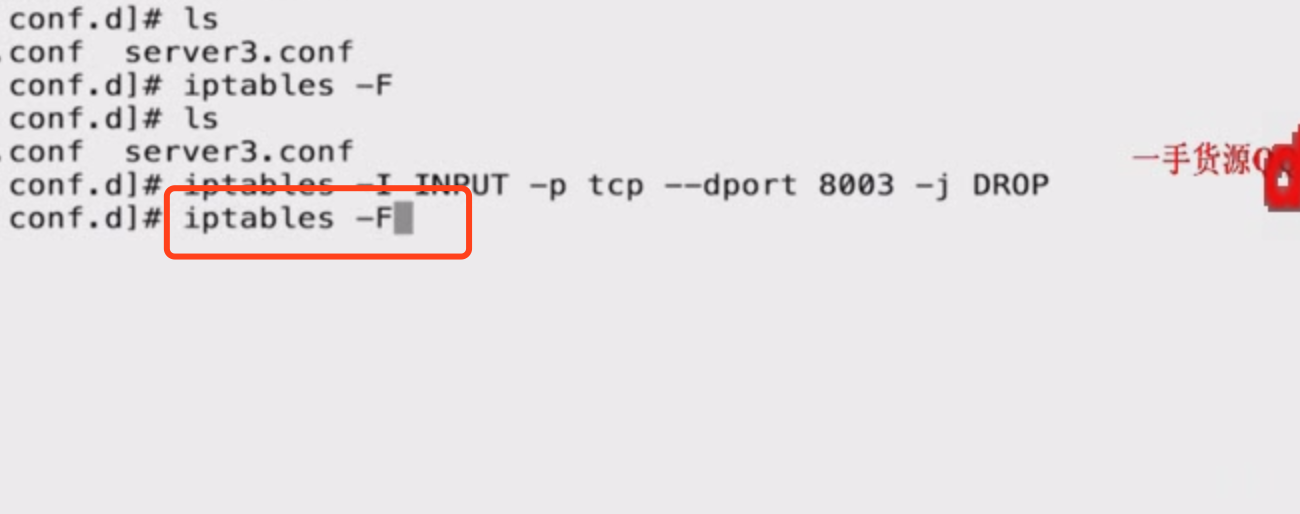 conf.d]# ls
.conf  server3.conf
conf.d]# iptables -F
conf.d]# ls
.conf  server3.conf
一手货源
conf.d]# iptables -I INPUT -p tcp --dport 8003 -j DROP
conf.d]# iptables -F